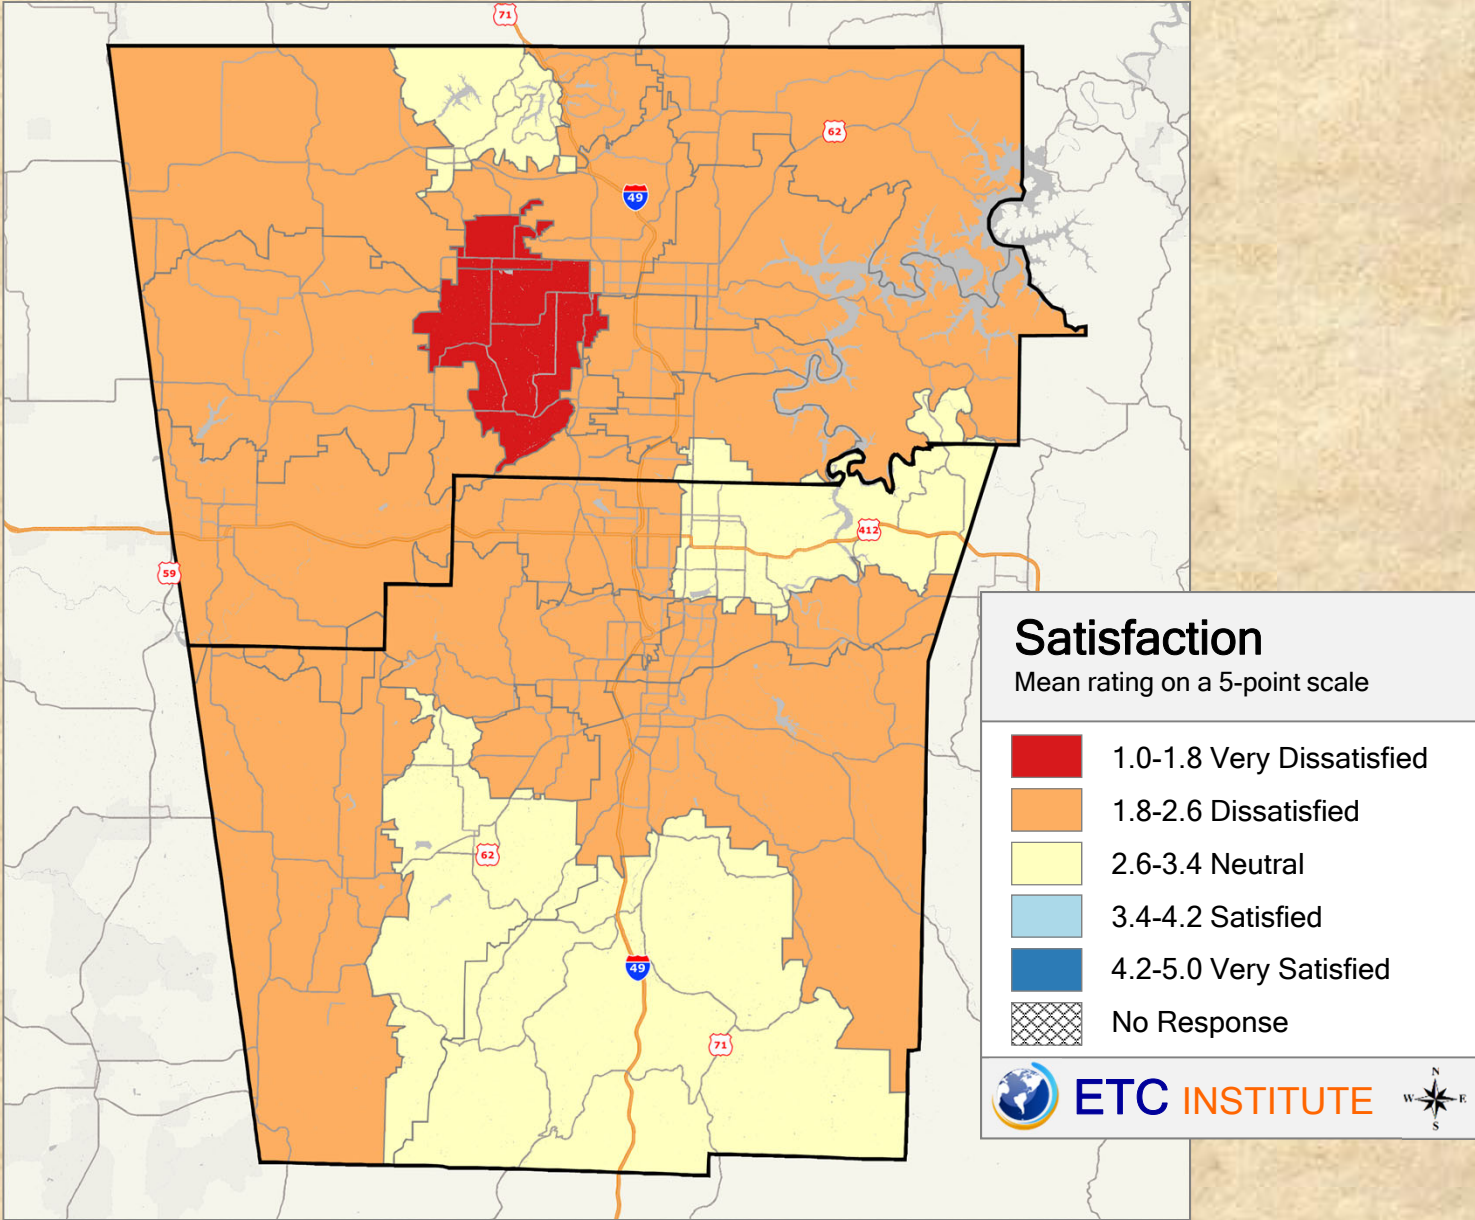 71
62
49
412
59
62
49
71
Satisfaction
Mean rating on a 5-point scale
1.0-1.8 Very Dissatisfied
1.8-2.6 Dissatisfied
2.6-3.4 Neutral
3.4-4.2 Satisfied
4.2-5.0 Very Satisfied
No Response
ETC INSTITUTE
N
W E
S